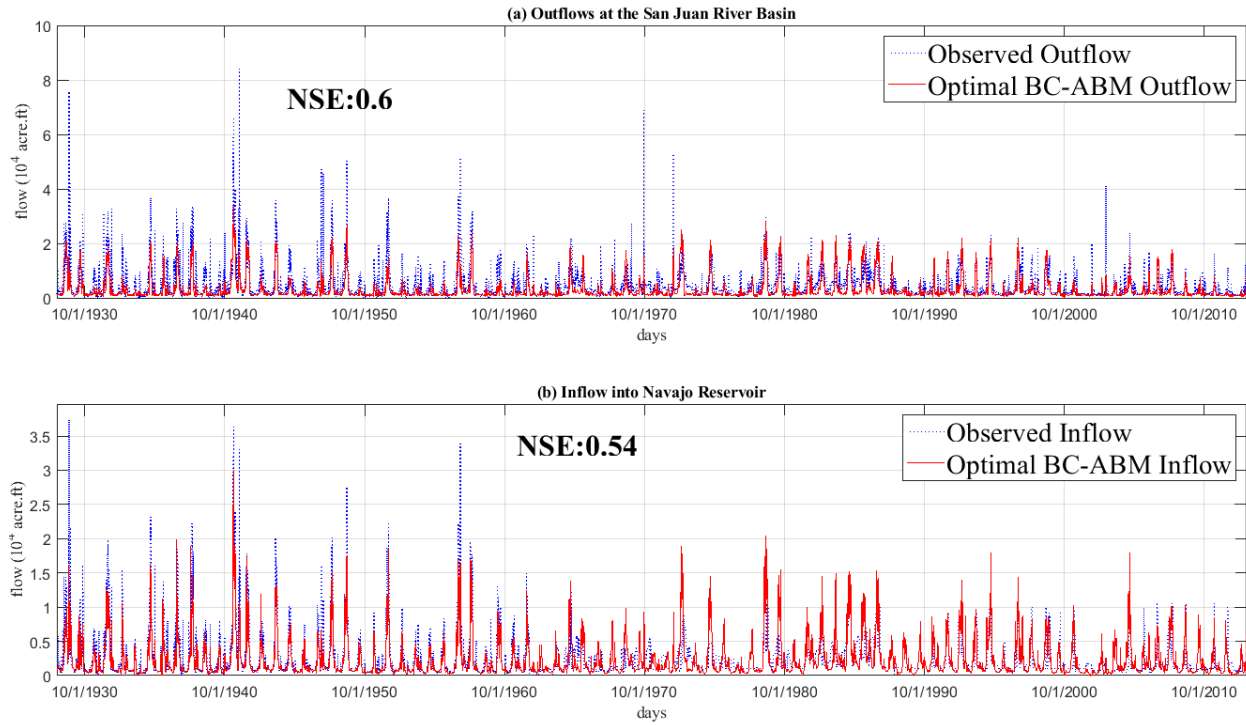 (a) Outflows at the San Juan River Basin
10
8
6
4
2
0
flow (10⁴ acre.ft)
NSE:0.6
Observed Outflow
Optimal BC-ABM Outflow
10/1/1930 10/1/1940 10/1/1950 10/1/1960 10/1/1970 10/1/1980 10/1/1990 10/1/2000 10/1/2010
days
(b) Inflow into Navajo Reservoir
3.5
3
2.5
2
1.5
1
0.5
0
flow (10⁴ acre.ft)
NSE:0.54
Observed Inflow
Optimal BC-ABM Inflow
10/1/1930 10/1/1940 10/1/1950 10/1/1960 10/1/1970 10/1/1980 10/1/1990 10/1/2000 10/1/2010
days